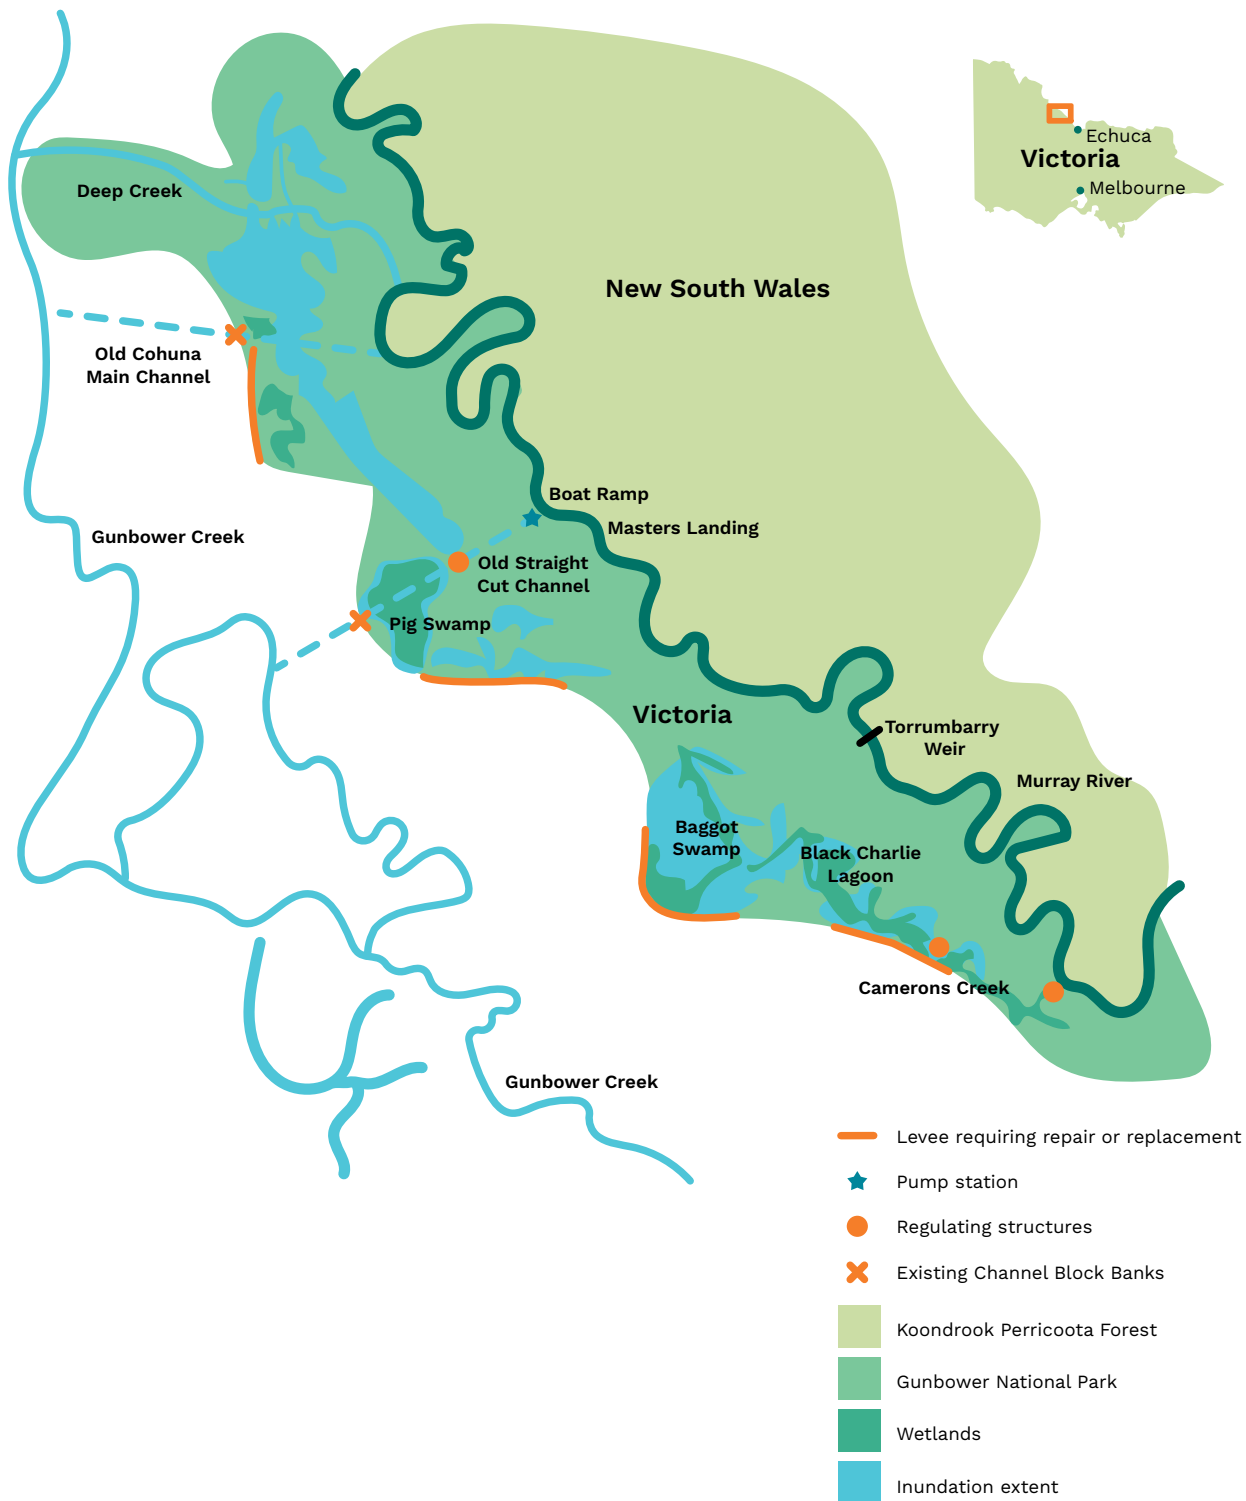 Echuca
Victoria
Melbourne
Deep Creek
New South Wales
Old Cohuna
Main Channel
Boat Ramp
Masters Landing
Gunbower Creek
Old Straight
Cut Channel
Pig Swamp
Victoria
Torrumbarry
Weir
Murray River
Baggot
Swamp
Black Charlie
Lagoon
Camerons Creek
Gunbower Creek
Levee requiring repair or replacement
Pump station
Regulating structures
Existing Channel Block Banks
Koondrook Perricoota Forest
Gunbower National Park
Wetlands
Inundation extent